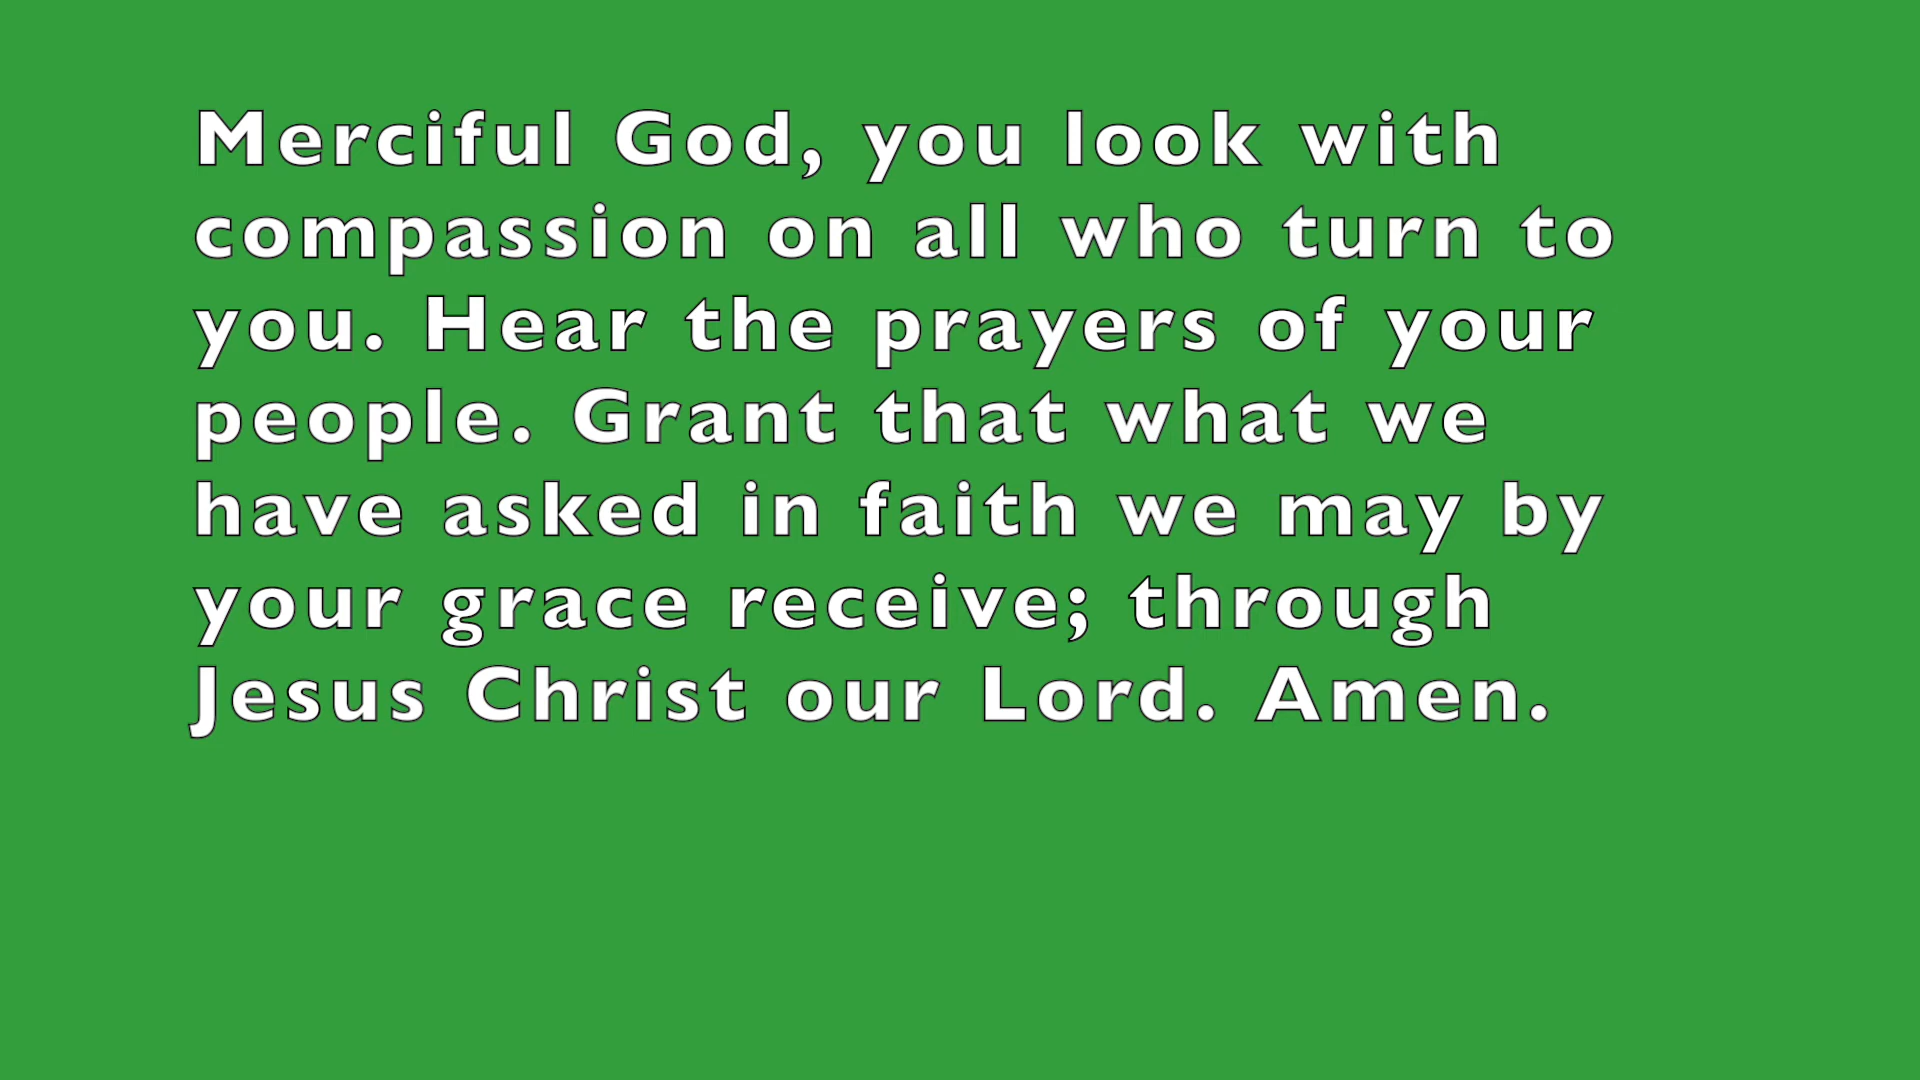 Merciful God, you look with
compassion on all who turn to
you. Hear the prayers of your
people. Grant that what we
have asked in faith we may by
your grace receive; through
Jesus Christ our Lord. Amen.